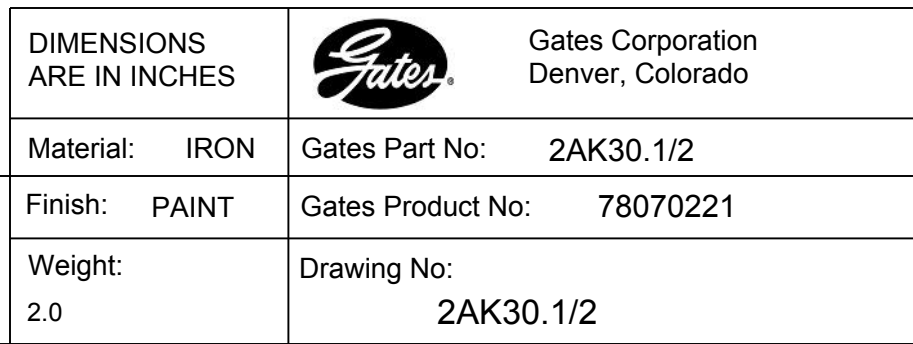 DIMENSIONS
ARE IN INCHES
Gates®
Gates Corporation
Denver, Colorado
Material: IRON
Gates Part No: 2AK30.1/2
Finish: PAINT
Gates Product No: 78070221
Weight:
2.0
Drawing No:
2AK30.1/2